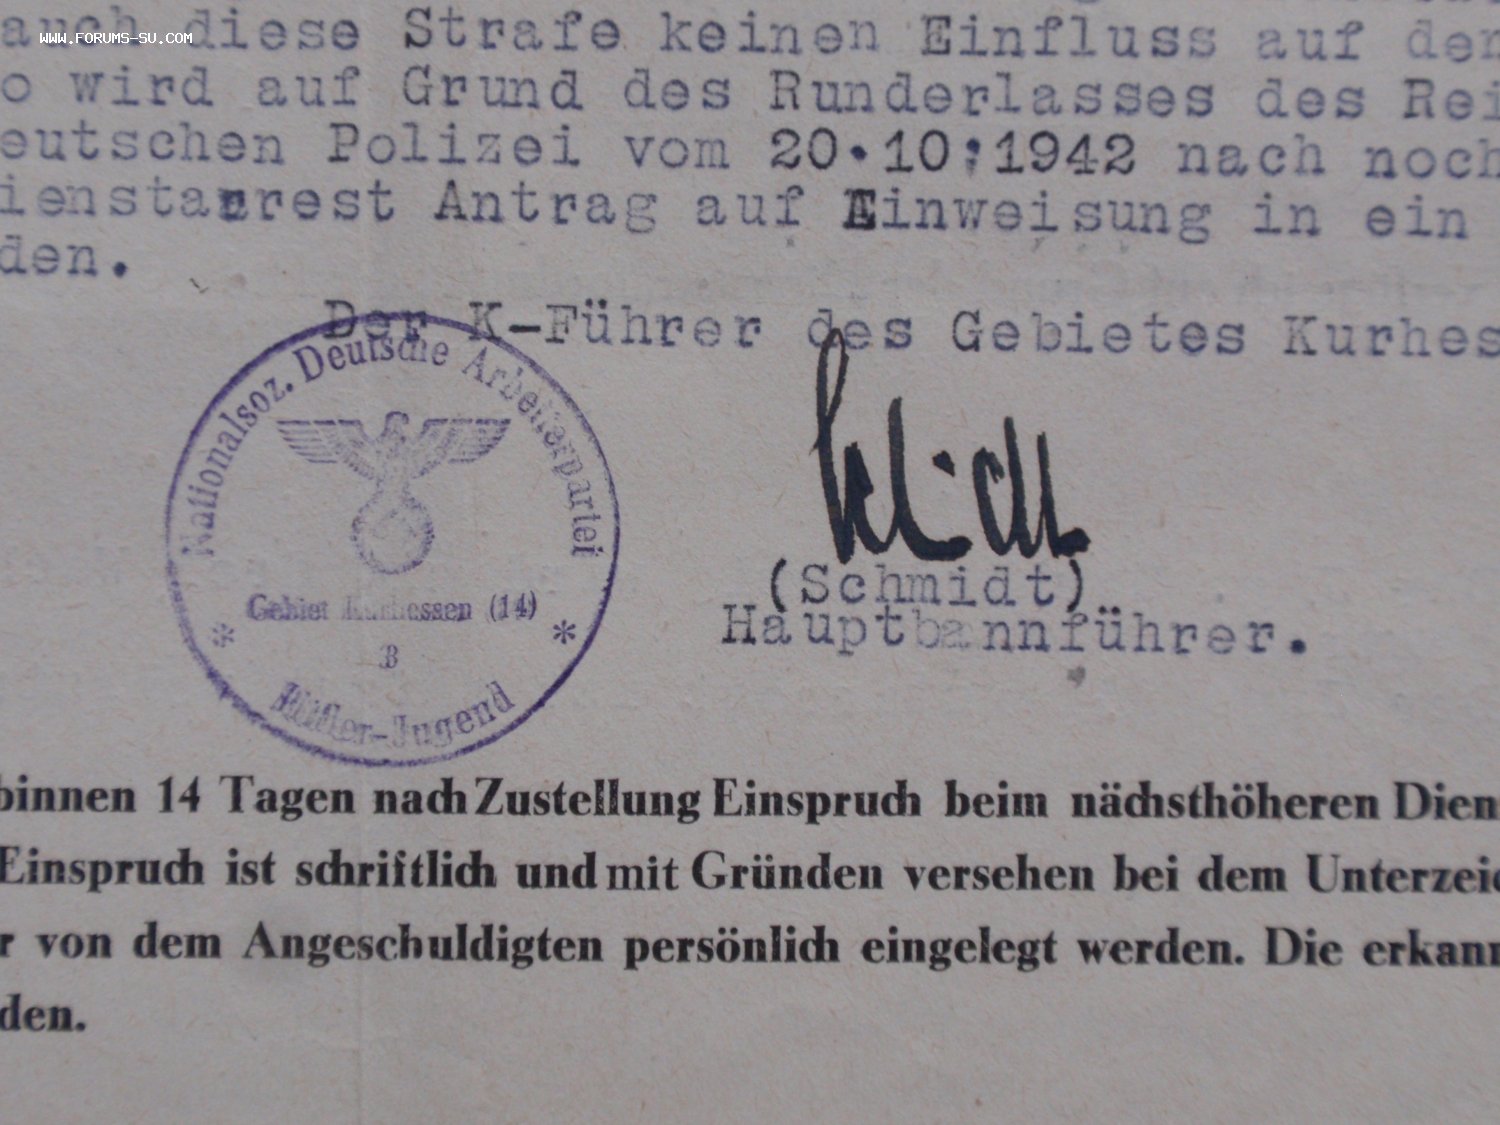 www.forums-su.com
auch diese Strafe keinen Einfluss auf den
o wird auf Grund des Runderlasses des Rei
eutschen Polizei vom 20.10.1942 nach noch
ienstarrest Antrag auf Einweisung in ein
den.
Der K-Führer des Gebietes Kurhes
Nationalsoz. Deutsche Arbeiterpartei
Gebiet Kurhessen (14)
B
* Hitler-Jugend *
(Schmidt)
Hauptbannführer.
binnen 14 Tagen nach Zustellung Einspruch beim nächsthöheren Dien
Einspruch ist schriftlich und mit Gründen versehen bei dem Unterzeic
r von dem Angeschuldigten persönlich eingelegt werden. Die erkann
den.